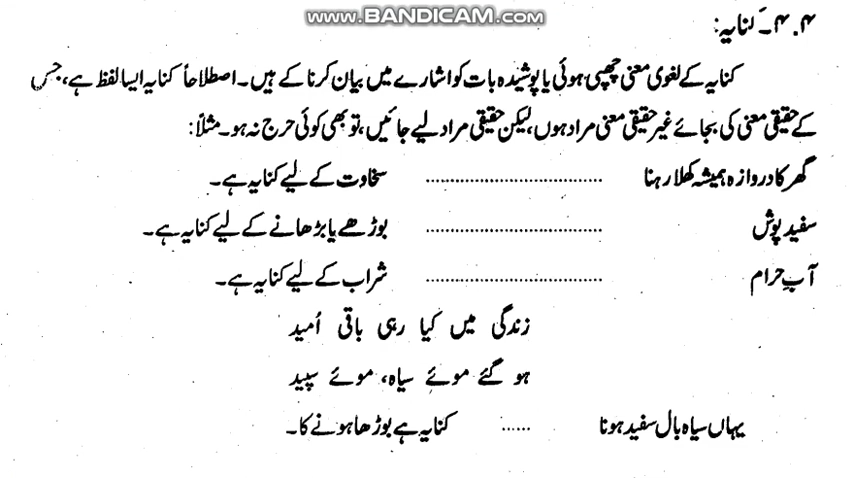 www.BANDICAM.com
۴.۴۔ کنایہ:
کنایہ کے لغوی معنی چھپی ہوئی یا پوشیدہ بات کو اشارے میں بیان کرنا کے ہیں۔ اصطلاحاً کنایہ ایسا لفظ ہے، جس
کے حقیقی معنی کی بجائے غیر حقیقی معنی مراد ہوں، لیکن حقیقی مراد لیے جائیں، تو بھی کوئی حرج نہ ہو۔ مثلاً:
گھر کا دروازہ ہمیشہ کھلا رہنا ........................................ سخاوت کے لیے کنایہ ہے۔
سفید پوش ........................................ بوڑھے یا بڑھانے کے لیے کنایہ ہے۔
آبِ حرام ........................................ شراب کے لیے کنایہ ہے۔
زندگی میں کیا رہی باقی اُمید
ہو گئے موئے سیاہ، موئے سپید
یہاں سیاہ بال سفید ہونا ...... کنایہ ہے بوڑھا ہونے کا۔